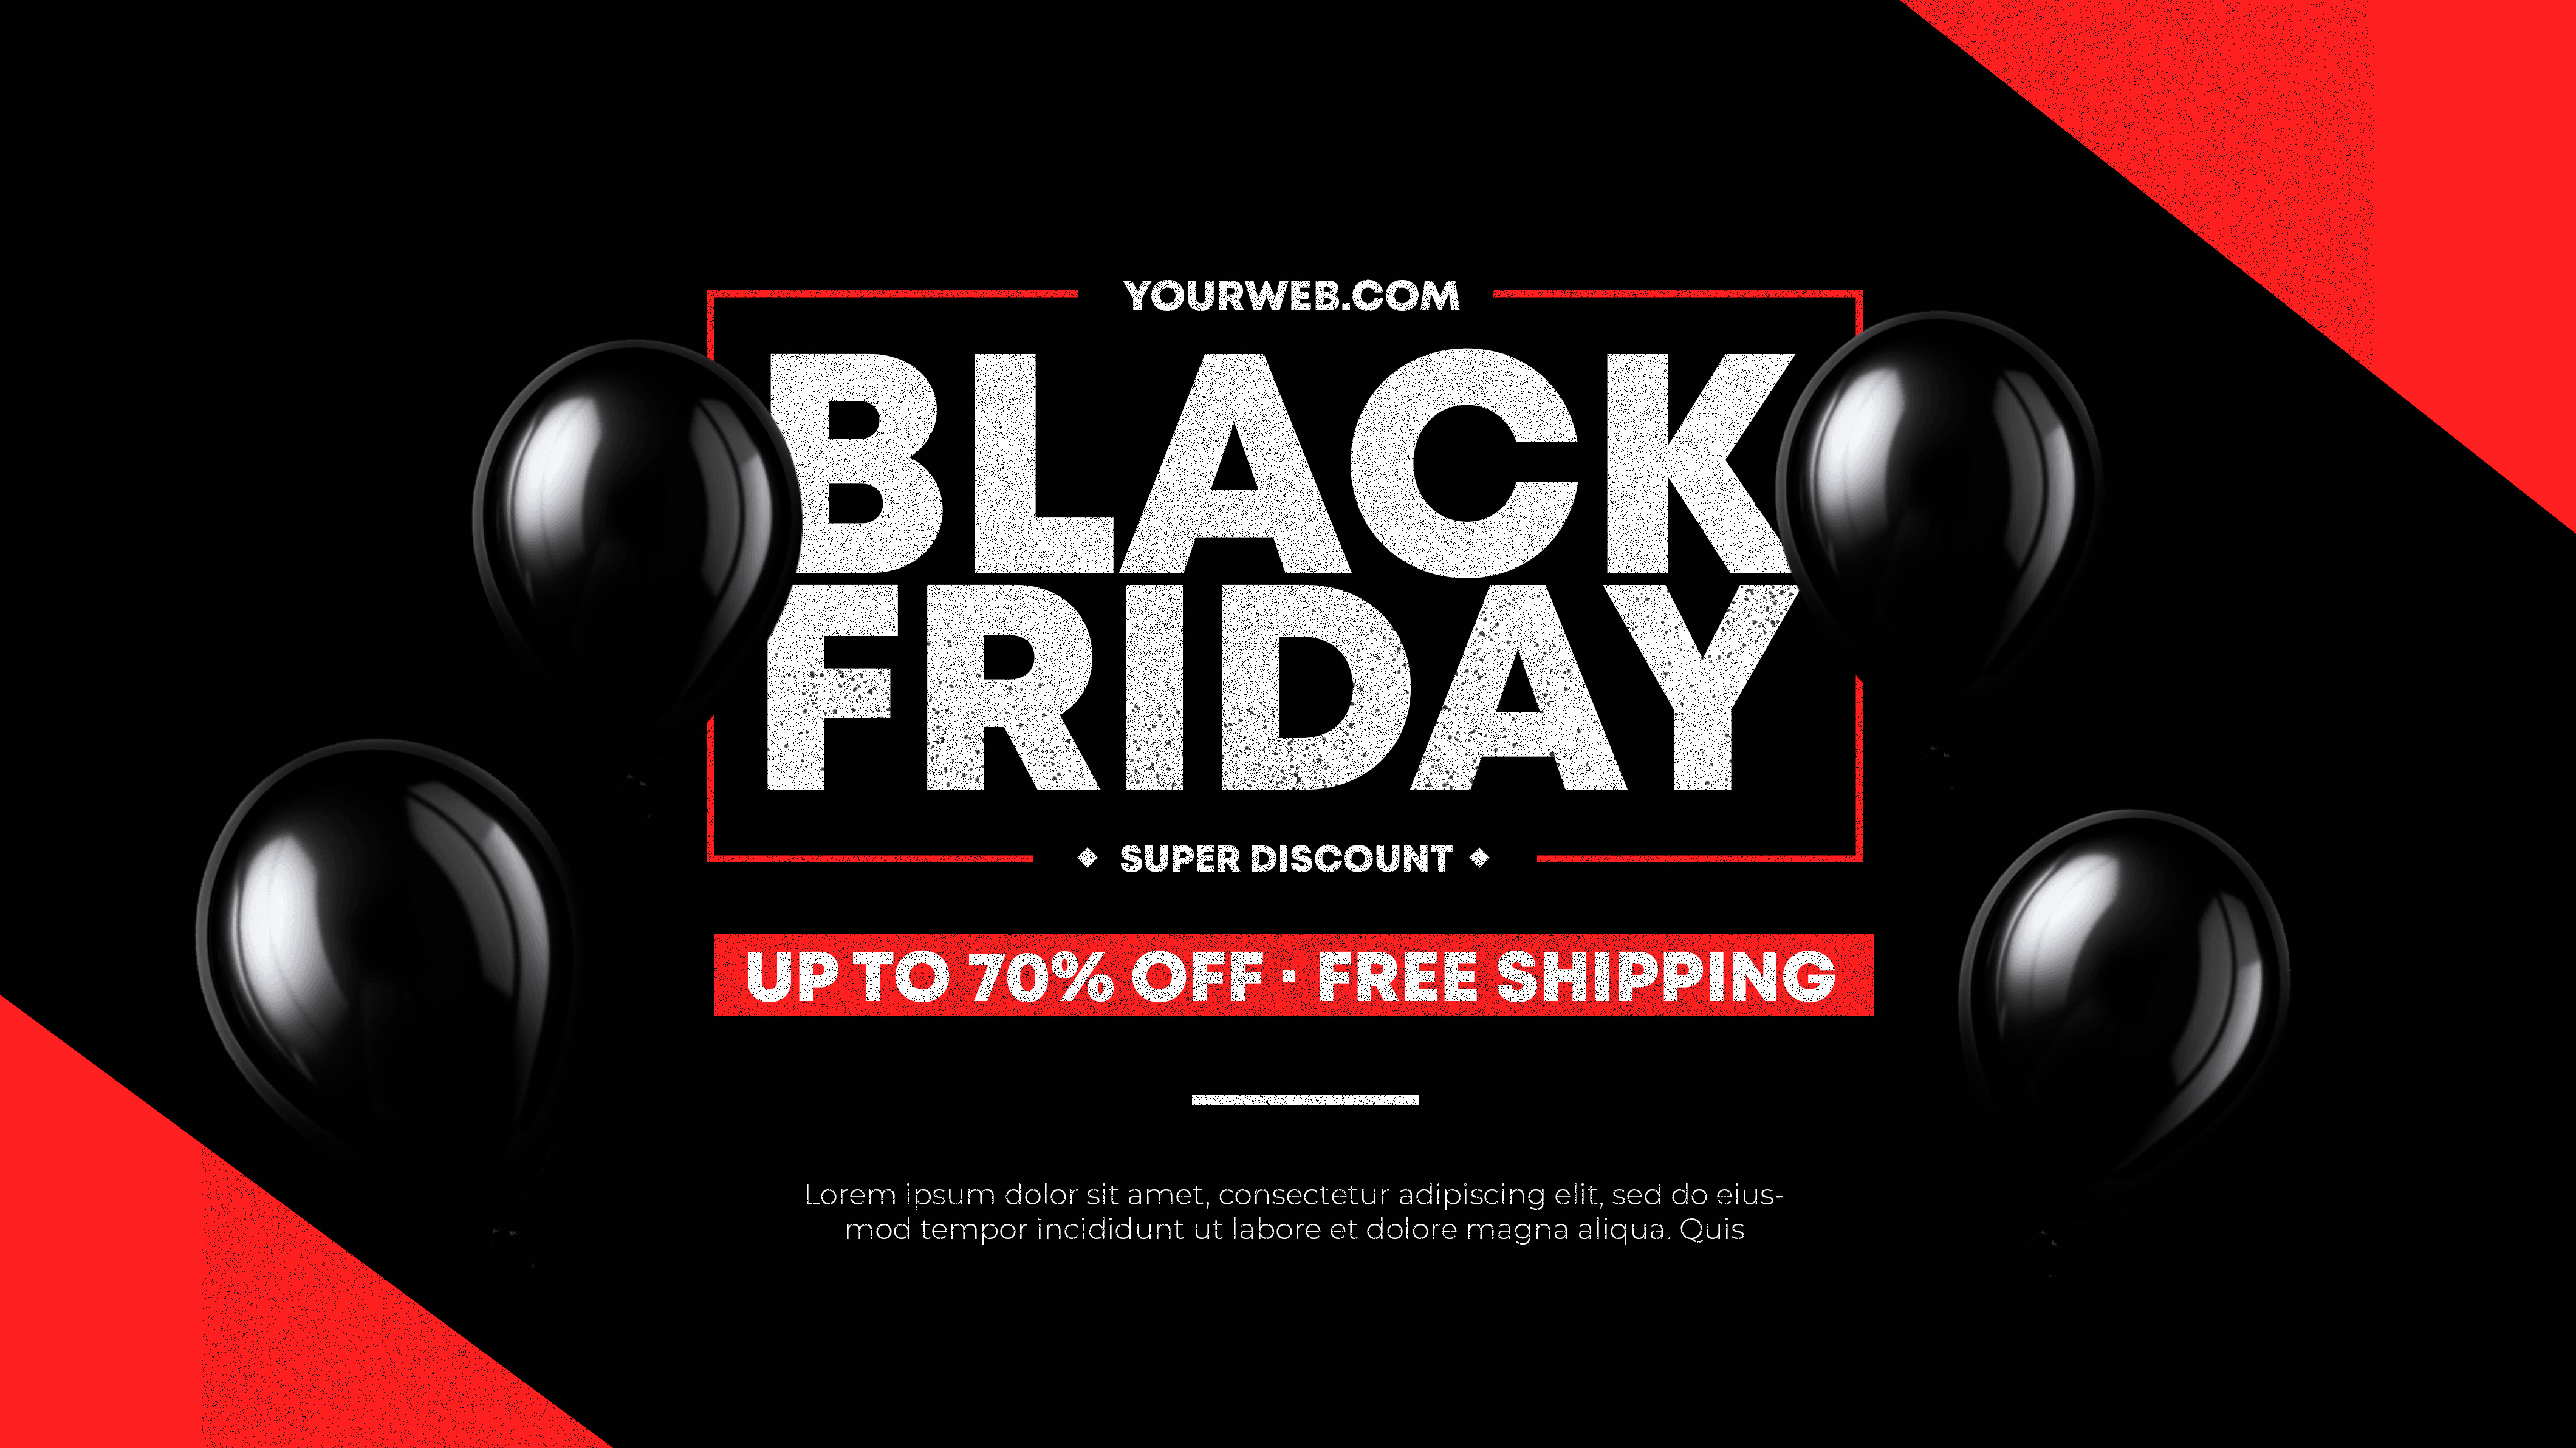 YOURWEB.COM
BLACK
FRIDAY
SUPER DISCOUNT
UP TO 70% OFF · FREE SHIPPING
Lorem ipsum dolor sit amet, consectetur adipiscing elit, sed do eius-
mod tempor incididunt ut labore et dolore magna aliqua. Quis